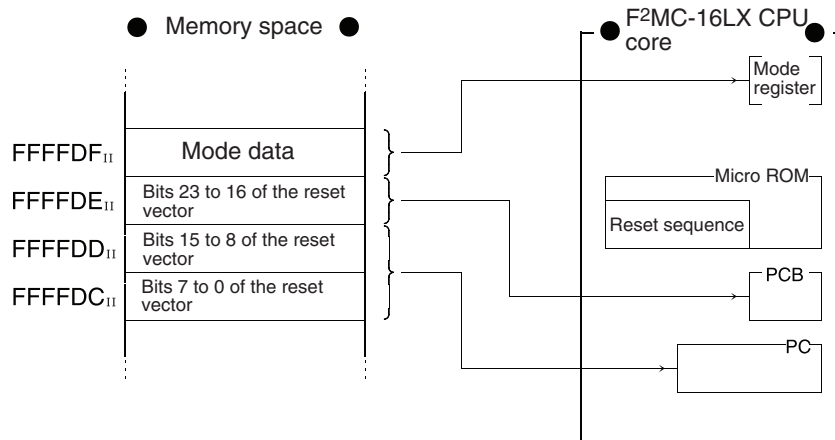 ● Memory space ●
● F²MC-16LX CPU ●
core
Mode
register
FFFFDFH
Mode data
Micro ROM
FFFFDEH
Bits 23 to 16 of the reset
vector
Reset sequence
FFFFDDH
Bits 15 to 8 of the reset
vector
PCB
FFFFDCH
Bits 7 to 0 of the reset
vector
PC